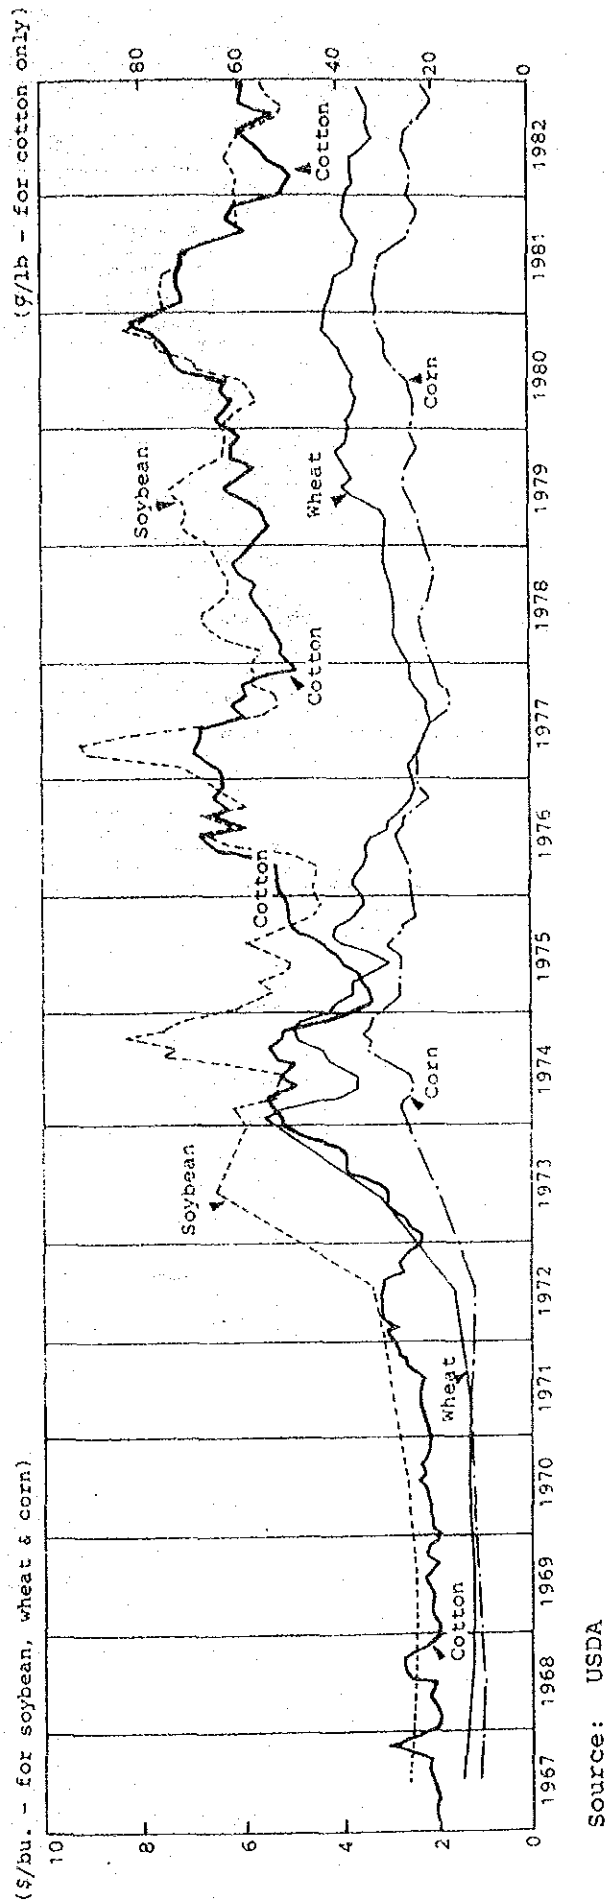 ($/bu. - for soybean, wheat & corn)
(¢/lb - for cotton only)
10
8
6
4
2
0
80
60
40
20
0
Soybean
Cotton
Wheat
Corn
Cotton
Cotton
Soybean
Wheat
Corn
Cotton
1967
1968
1969
1970
1971
1972
1973
1974
1975
1976
1977
1978
1979
1980
1981
1982
Source: USDA